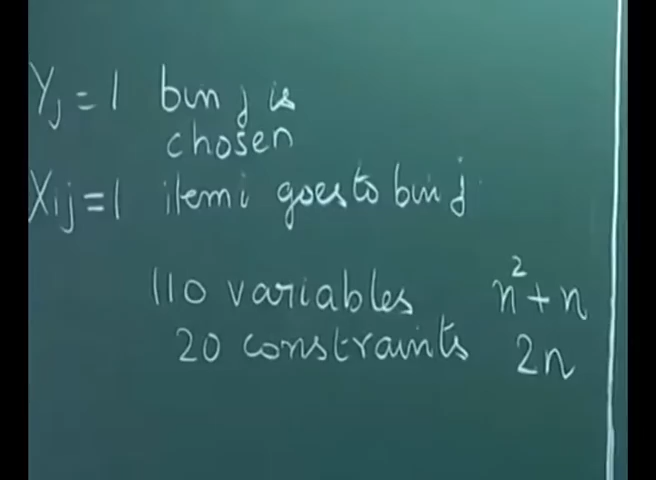 Yj = 1 bin j is
chosen
Xij = 1 item i goes to bin j
110 variables n² + n
20 constraints 2n